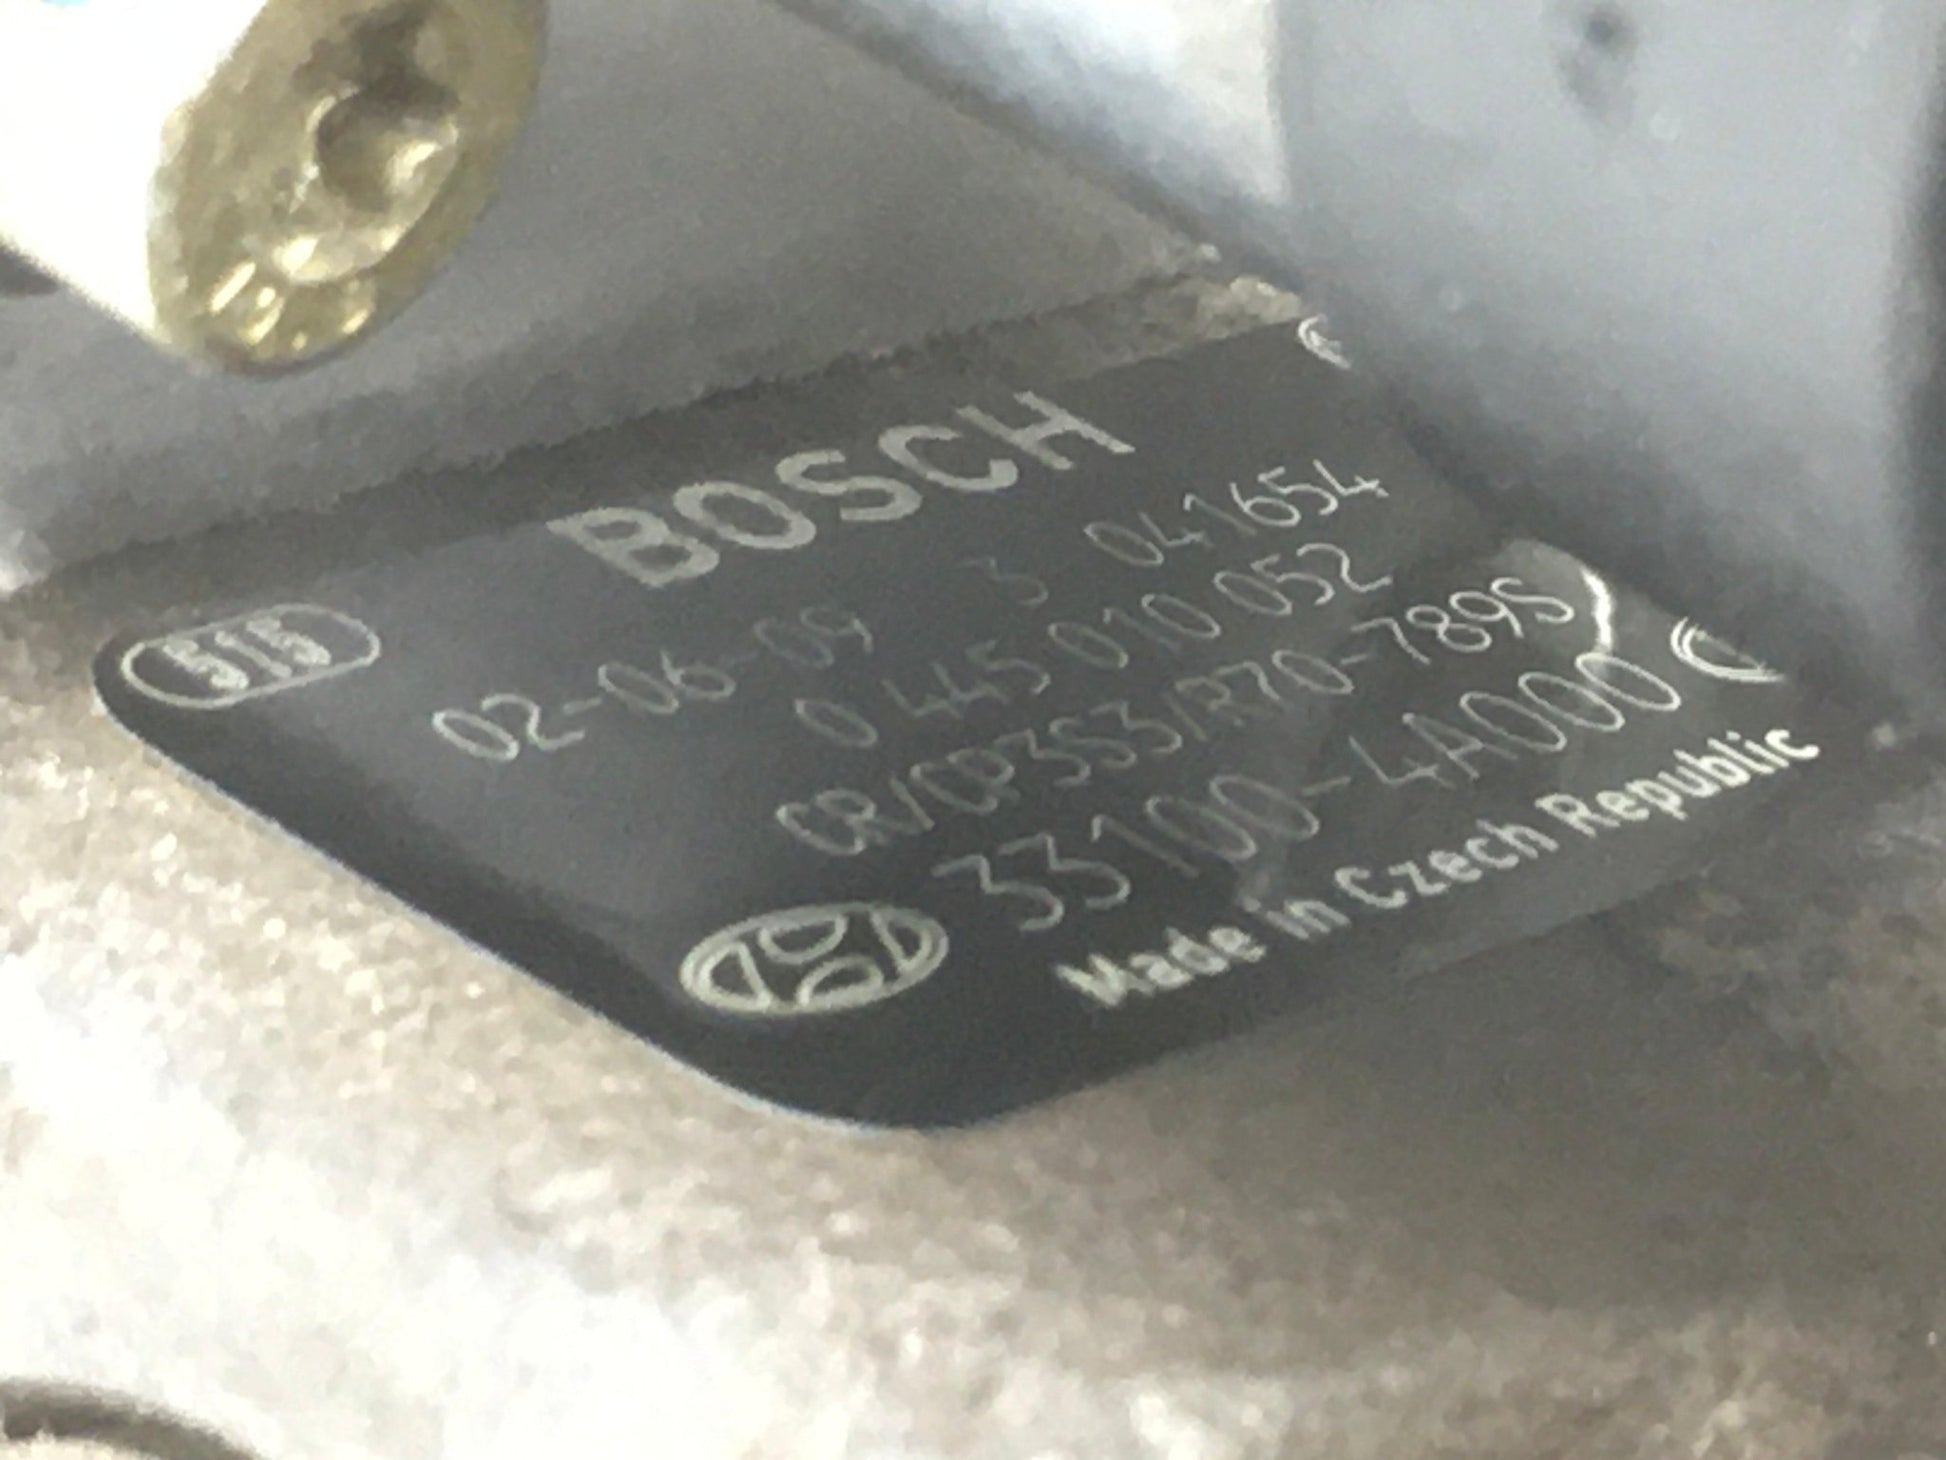 BOSCH
515
02-06-09 3 041654
0 445 010 052
CR/CP3S3/R70-789S
33100-4A000
Made in Czech Republic